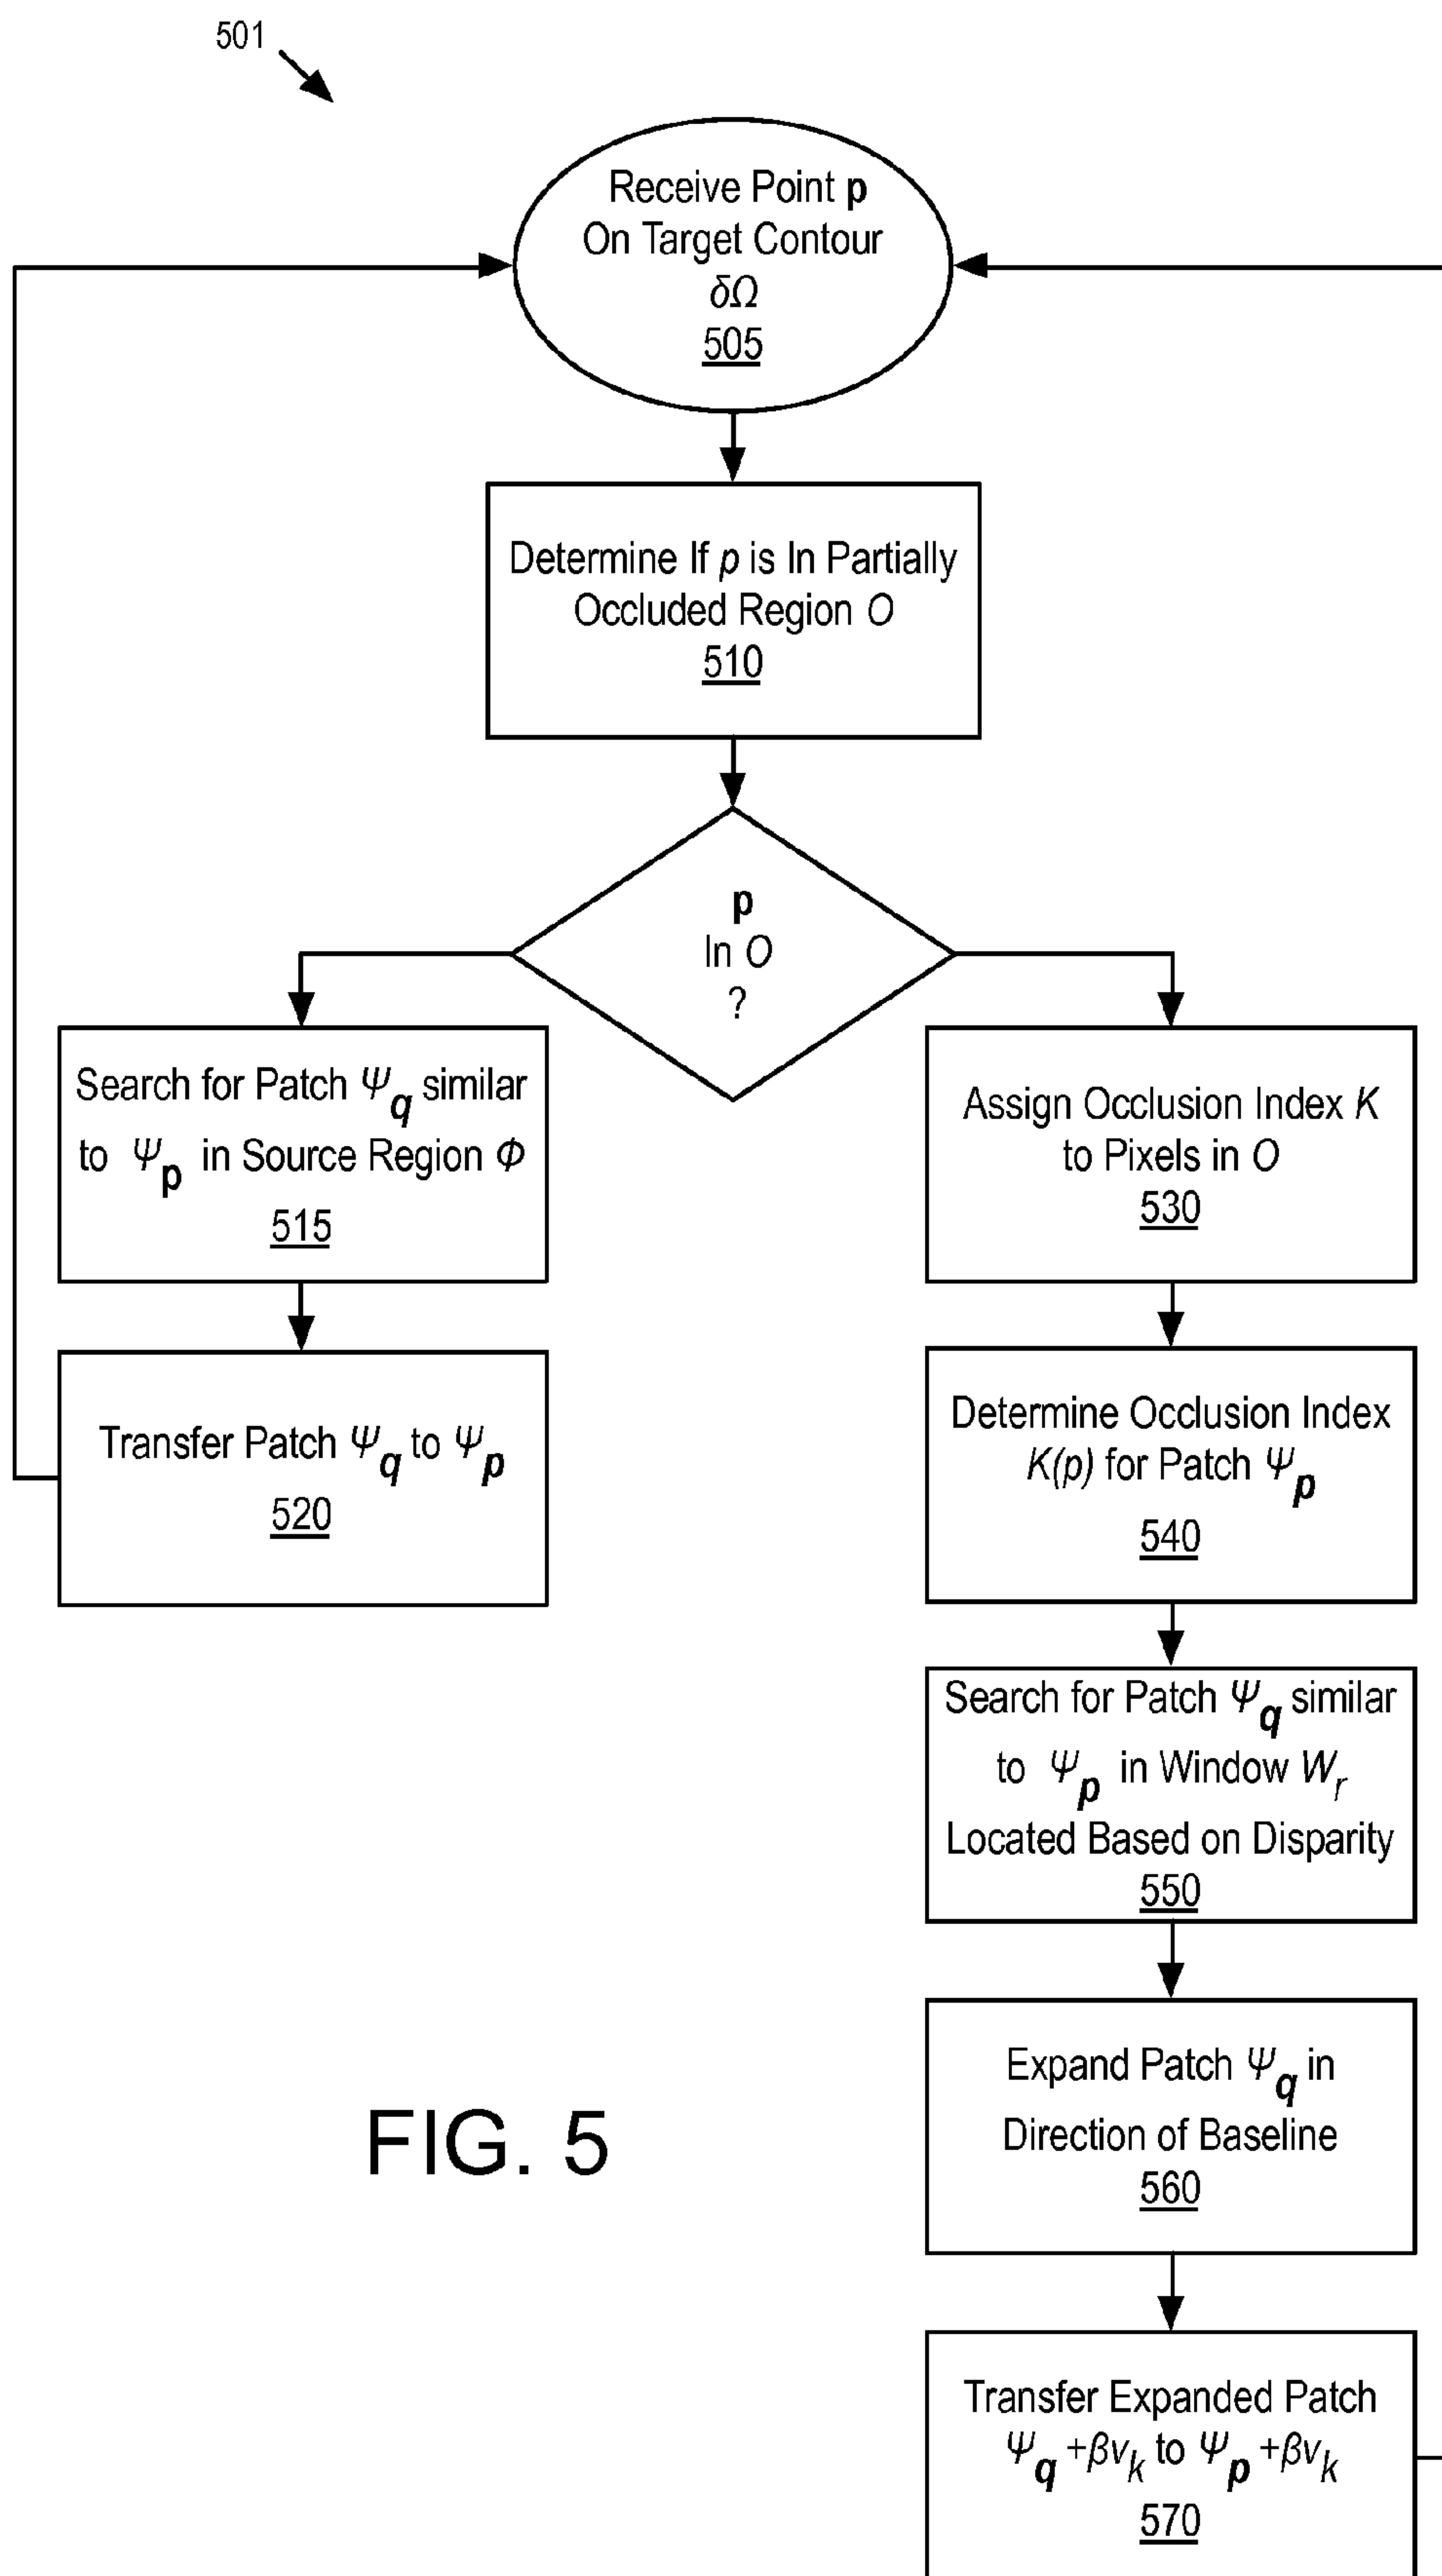 501
Receive Point p
On Target Contour
δΩ
505
Determine If p is In Partially
Occluded Region O
510
p
In O
?
Search for Patch Ψq similar
to Ψp in Source Region Φ
515
Transfer Patch Ψq to Ψp
520
Assign Occlusion Index K
to Pixels in O
530
Determine Occlusion Index
K(p) for Patch Ψp
540
Search for Patch Ψq similar
to Ψp in Window Wr
Located Based on Disparity
550
Expand Patch Ψq in
Direction of Baseline
560
Transfer Expanded Patch
Ψq +βvk to Ψp +βvk
570
FIG. 5